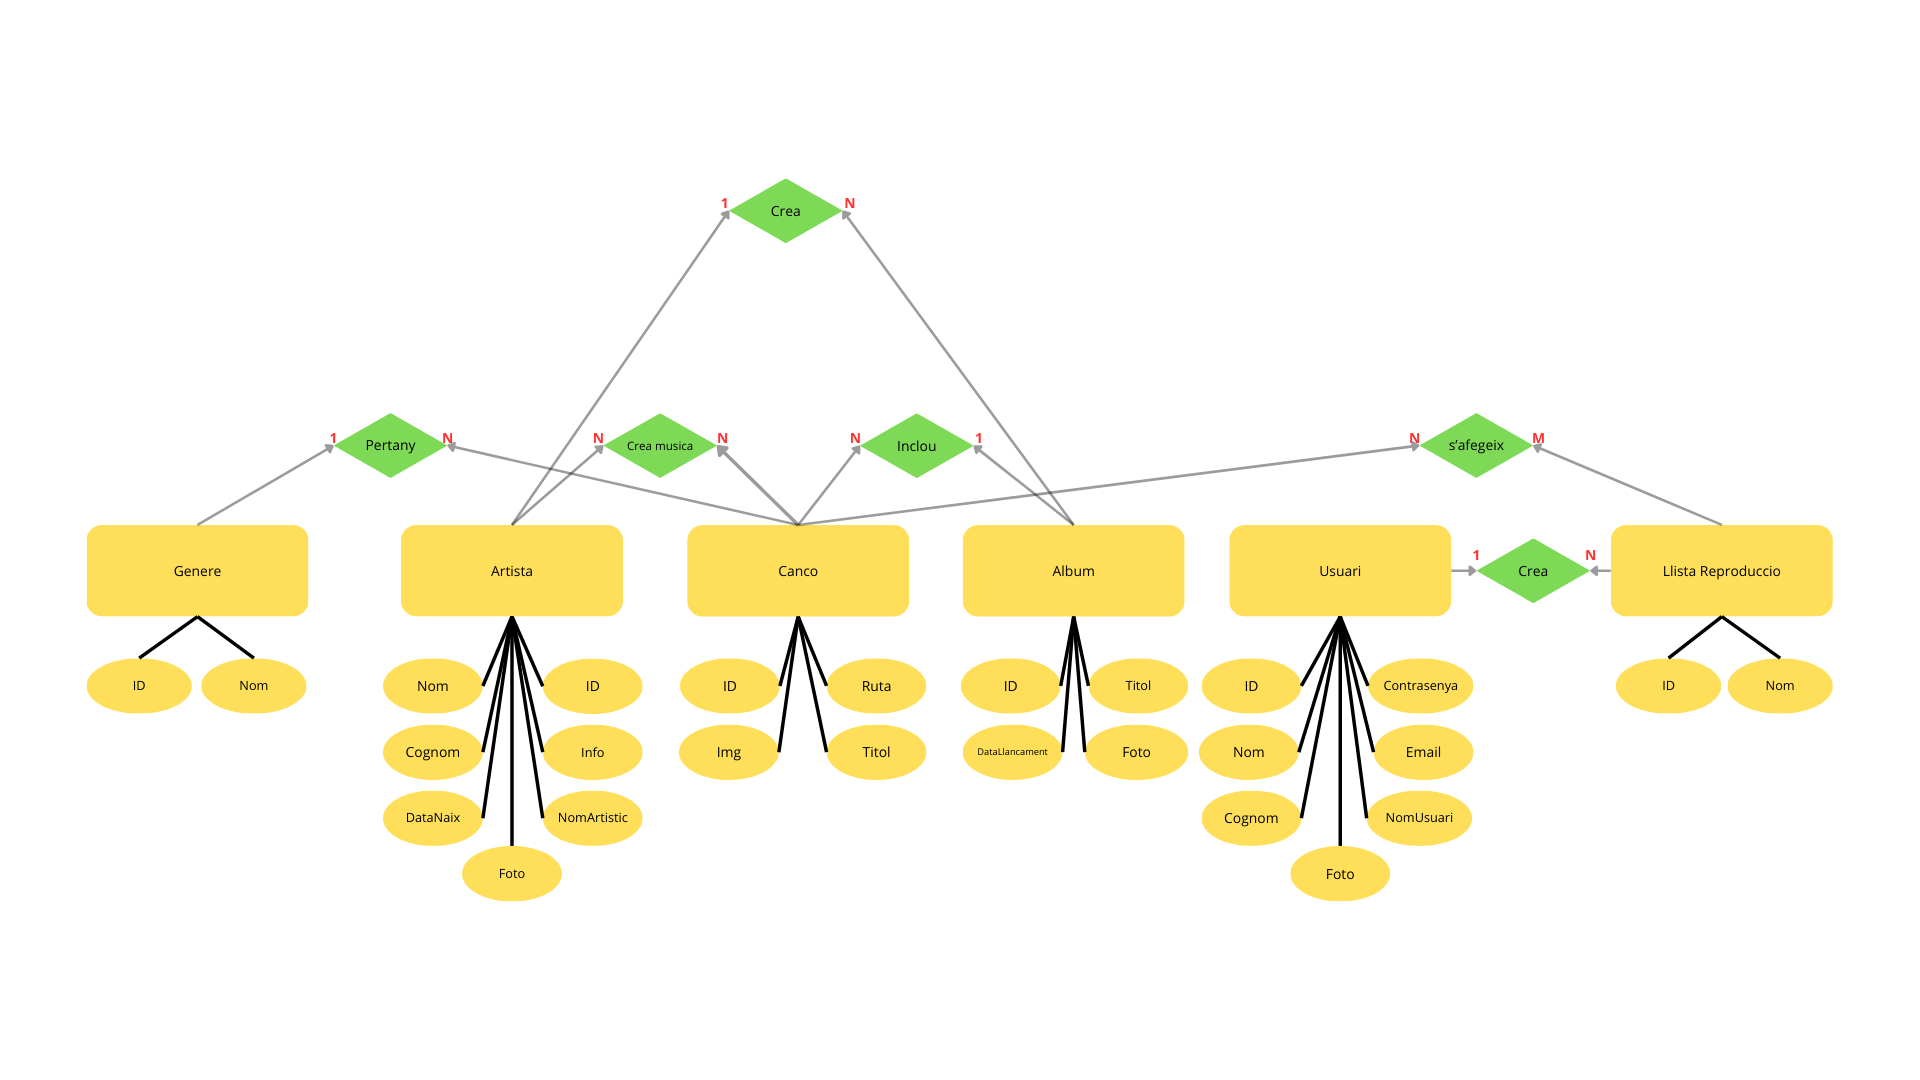 1
Crea
N
1
Pertany
N
N
Crea musica
N
N
Inclou
1
N
s'afegeix
M
Genere
Artista
Canco
Album
Usuari
1
Crea
N
Llista Reproduccio
ID
Nom
Nom
ID
ID
Ruta
ID
Titol
ID
Contrasenya
ID
Nom
Cognom
Info
Img
Titol
DataLlancament
Foto
Nom
Email
DataNaix
NomArtistic
Cognom
NomUsuari
Foto
Foto